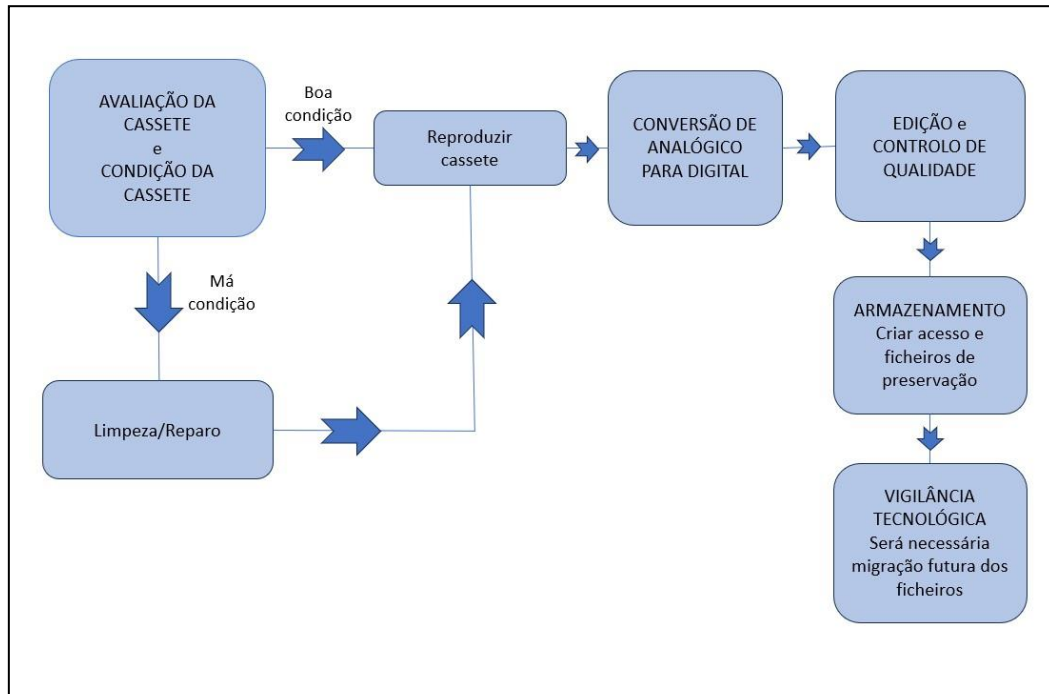 AVALIAÇÃO DA
CASSETE
e
CONDIÇÃO DA
CASSETE
Boa
condição
Reproduzir
cassete
CONVERSÃO DE
ANALÓGICO
PARA DIGITAL
EDIÇÃO e
CONTROLO DE
QUALIDADE
Má
condição
Limpeza/Reparo
ARMAZENAMENTO
Criar acesso e
ficheiros de
preservação
VIGILÂNCIA
TECNOLÓGICA
Será necessária
migração futura dos
ficheiros